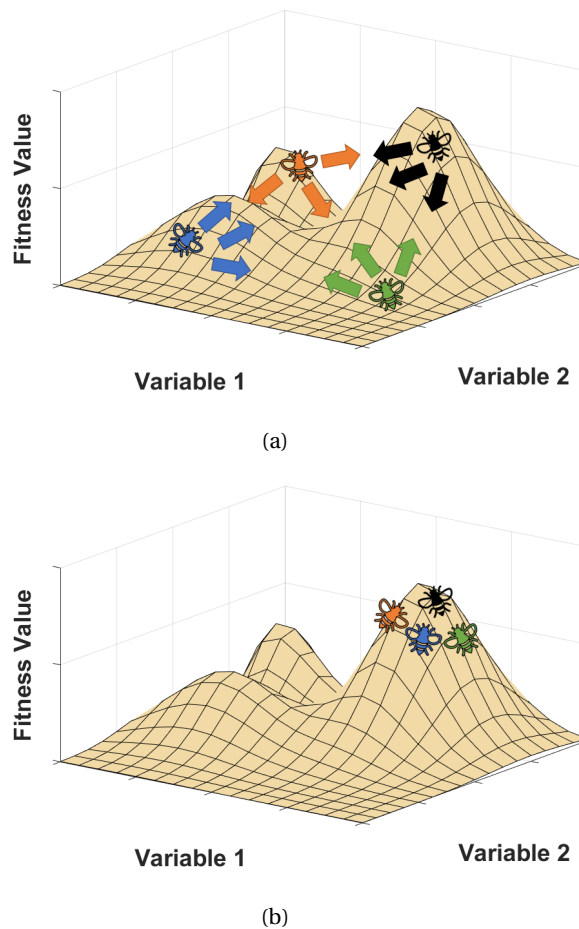 Fitness Value
Variable 1
Variable 2
(a)
Fitness Value
Variable 1
Variable 2
(b)